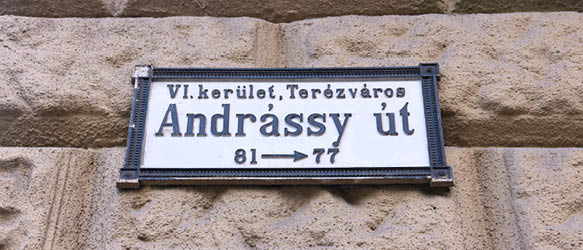 VI. kerület, Terézváros
Andrássy út
81 → 77